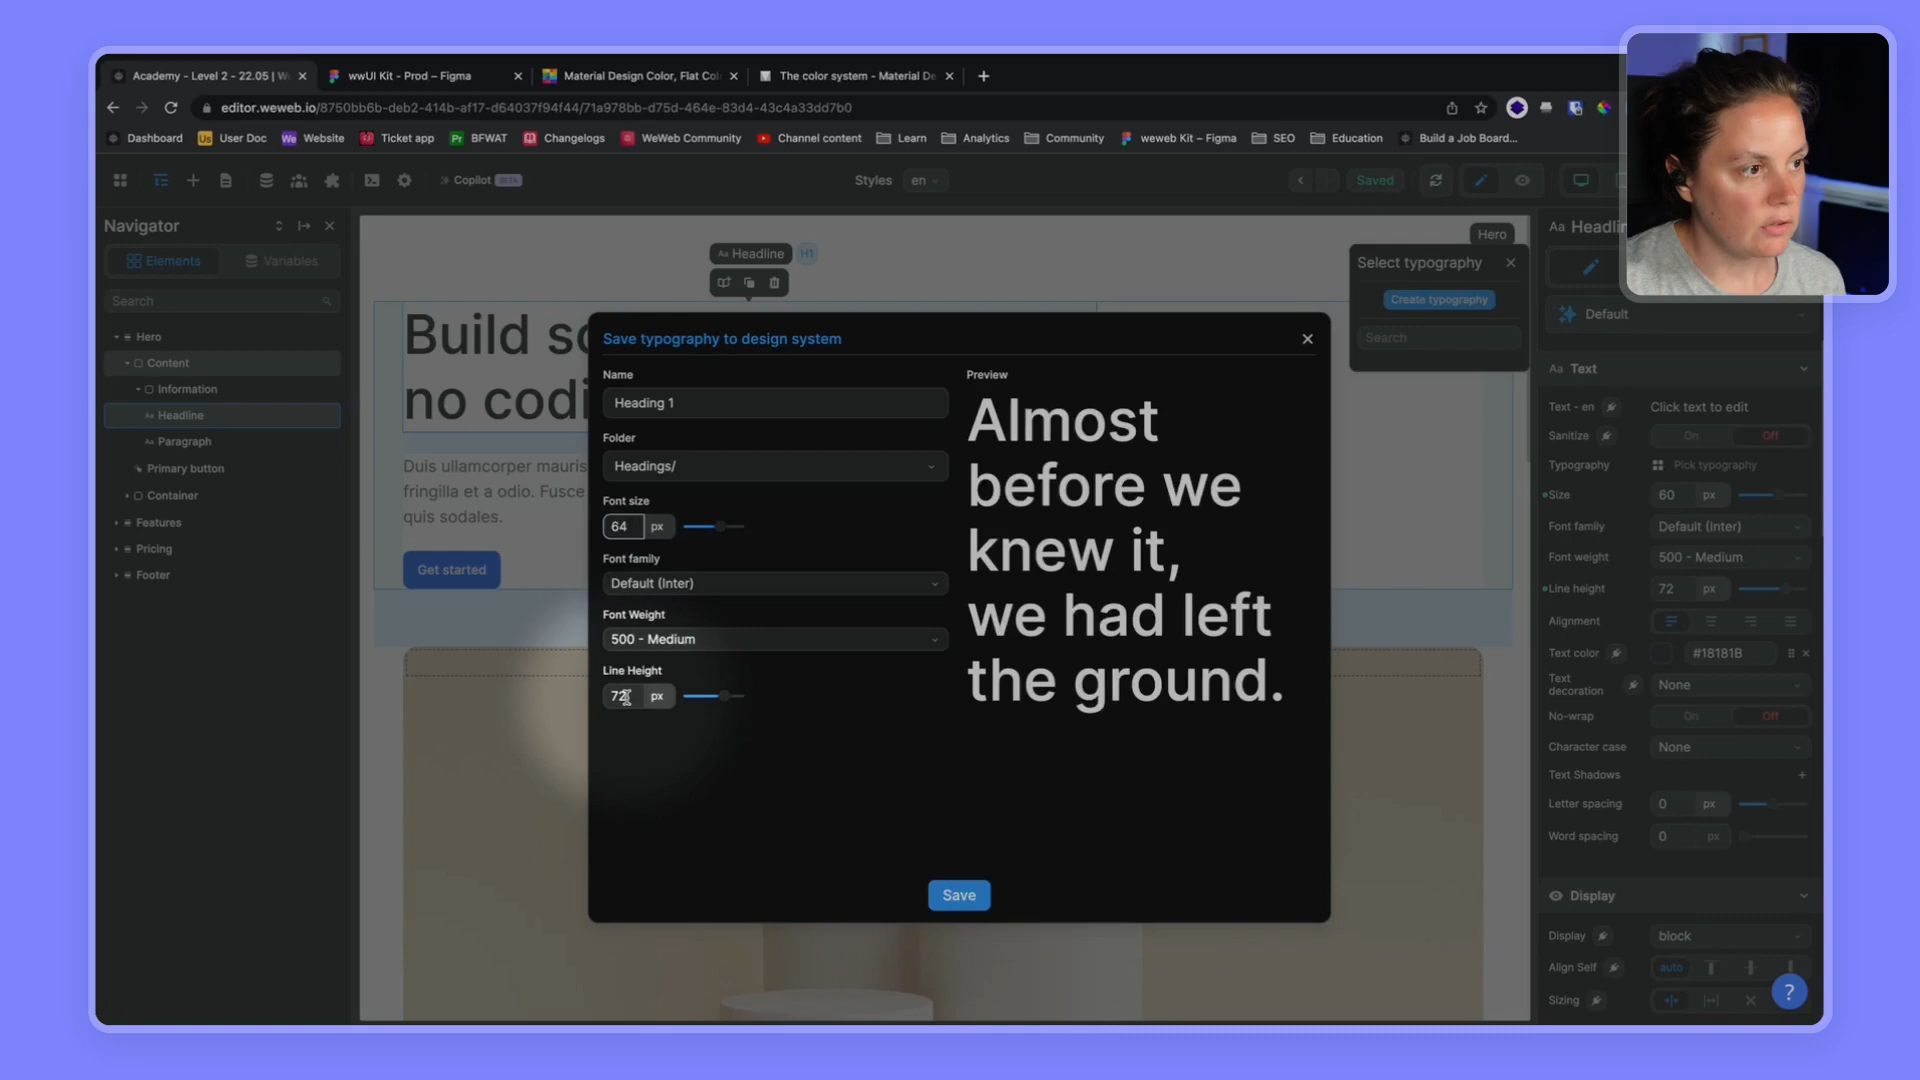 Academy - Level 2 - 22.05 | W
wwUI Kit - Prod – Figma
Material Design Color, Flat Col
The color system - Material De
editor.weweb.io/8750bb6b-deb2-414b-af17-d64037f94f44/71a978bb-d75d-464e-83d4-43c4a33dd7b0
Dashboard
User Doc
Website
Ticket app
BFWAT
Changelogs
WeWeb Community
Channel content
Learn
Analytics
Community
weweb Kit – Figma
SEO
Education
Build a Job Board...
Copilot BETA
Styles
en
Saved
Navigator
Elements
Variables
Search
Hero
Content
Information
Aa Headline
Aa Paragraph
Primary button
Container
Features
Pricing
Footer
Aa Headline H1
Hero
Build so
no codi
Duis ullamcorper mauris
fringilla et a odio. Fusce
quis sodales.
Get started
Select typography
Create typography
Search
Save typography to design system
Name
Heading 1
Folder
Headings/
Font size
64 px
Font family
Default (Inter)
Font Weight
500 - Medium
Line Height
72 px
Preview
Almost
before we
knew it,
we had left
the ground.
Save
Aa Headlin
Default
Aa Text
Text - en
Click text to edit
Sanitize
On Off
Typography
Pick typography
Size
60 px
Font family
Default (Inter)
Font weight
500 - Medium
Line height
72 px
Alignment
Text color
#18181B
Text
decoration
None
No-wrap
On Off
Character case
None
Text Shadows
Letter spacing
0 px
Word spacing
0 px
Display
Display
block
Align Self
auto
Sizing
?